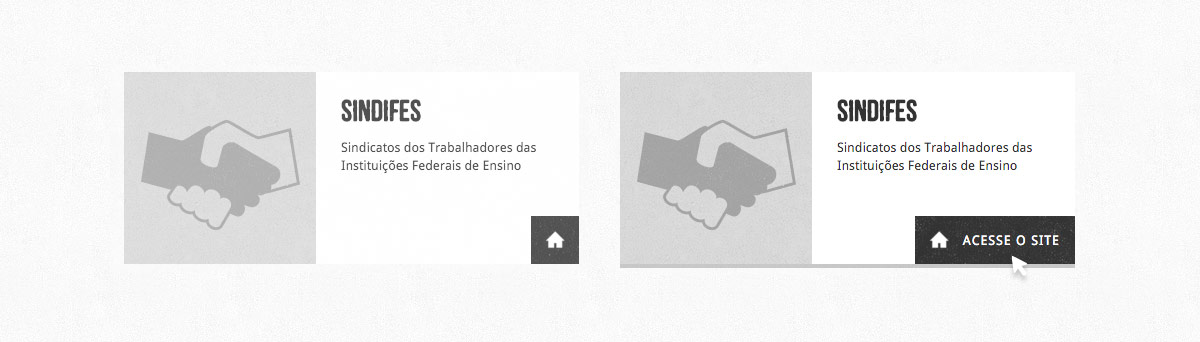 SINDIFES
Sindicatos dos Trabalhadores das
Instituições Federais de Ensino
SINDIFES
Sindicatos dos Trabalhadores das
Instituições Federais de Ensino
ACESSE O SITE